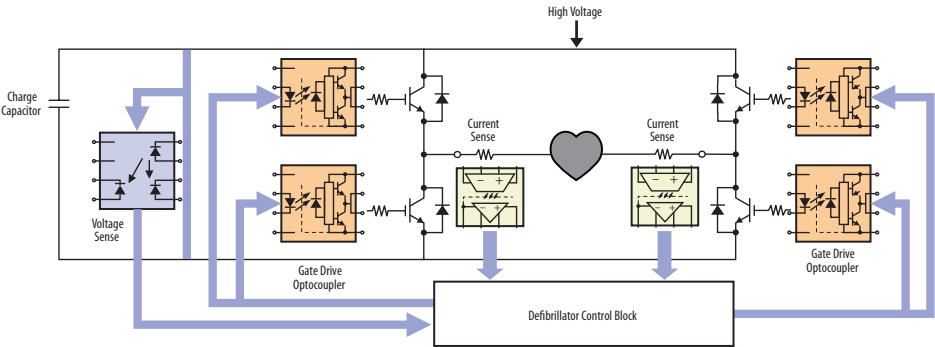 High Voltage
Charge
Capacitor
Current
Sense
Current
Sense
Voltage
Sense
Gate Drive
Optocoupler
Gate Drive
Optocoupler
Defibrillator Control Block